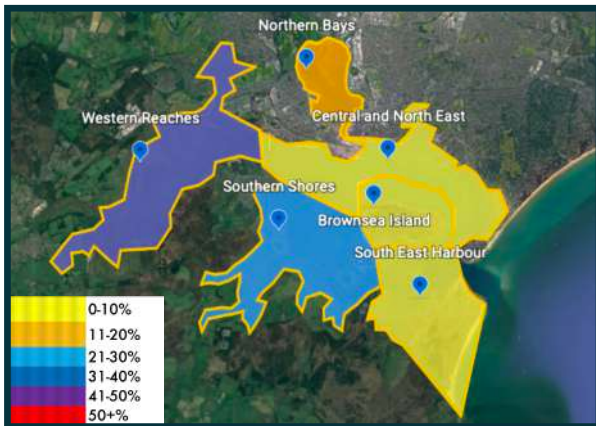 Northern Bays
Western Reaches
Central and North East
Southern Shores
Brownsea Island
South East Harbour
0-10%
11-20%
21-30%
31-40%
41-50%
50+%